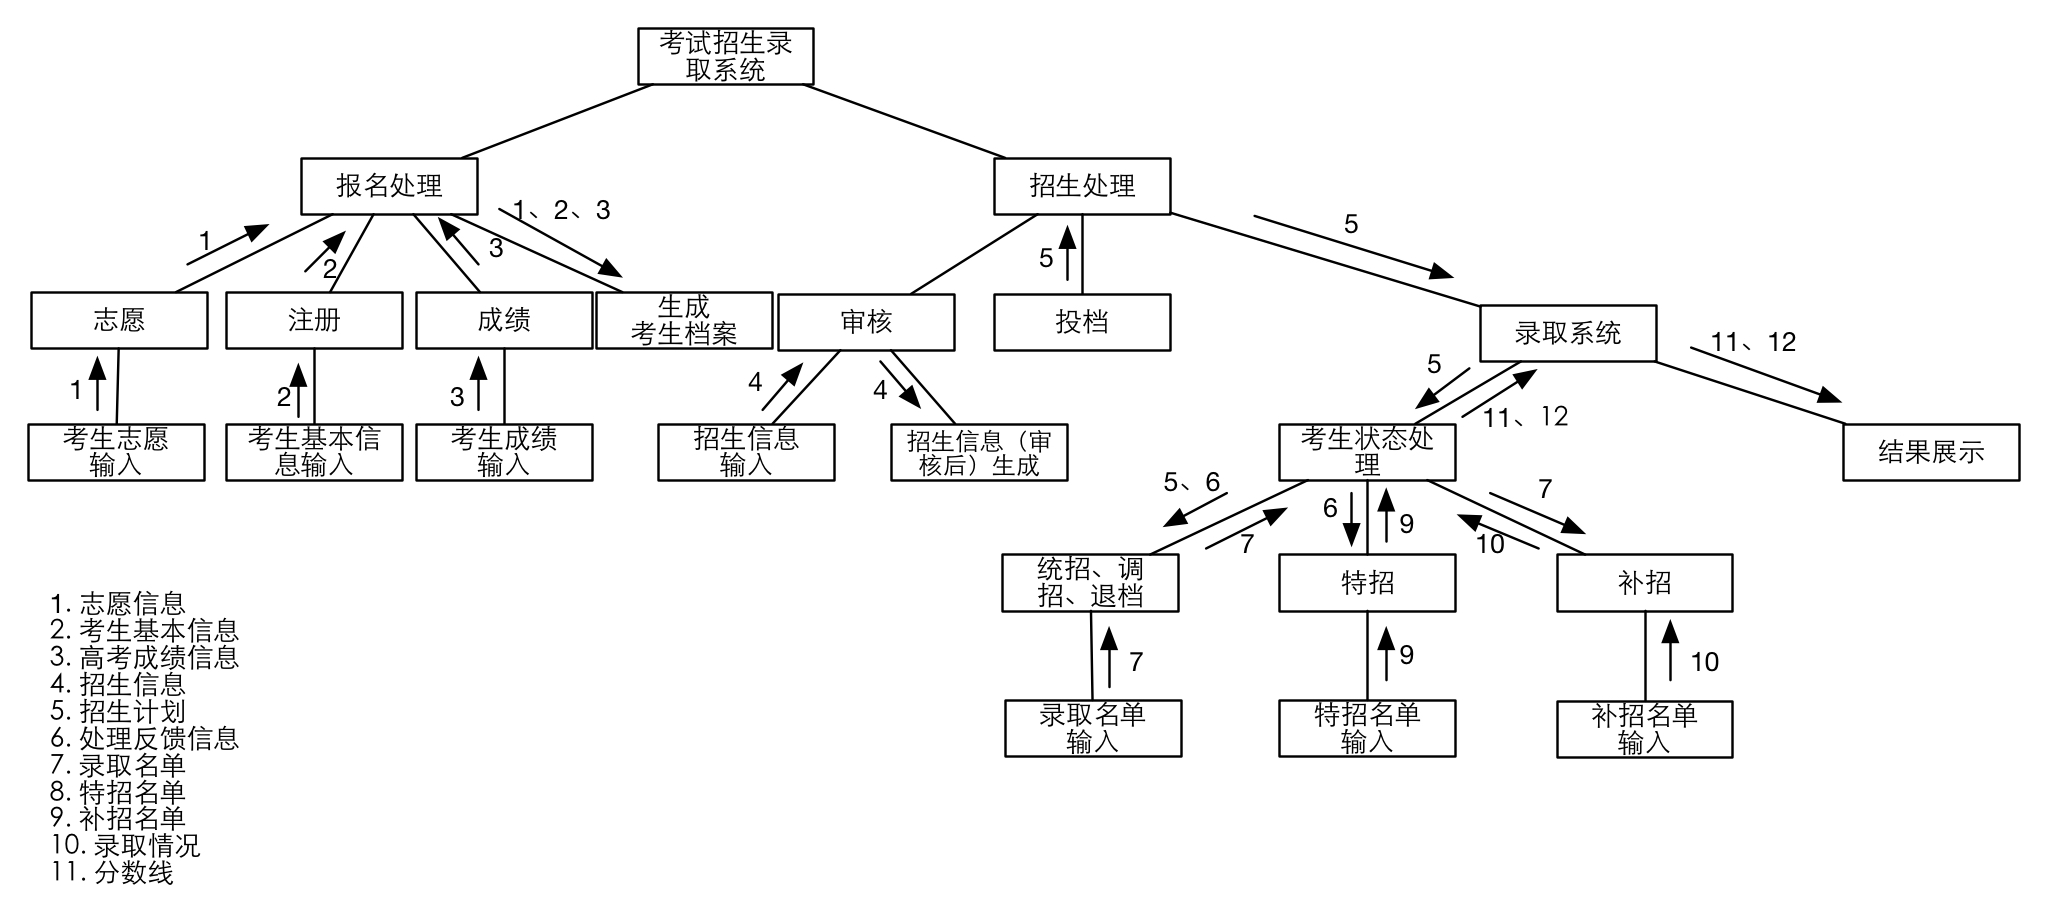 考试招生录
取系统
报名处理
招生处理
1
2
3
1、2、3
5
5
志愿
注册
成绩
生成
考生档案
审核
投档
录取系统
1
2
3
4
4
5
11、12
11、12
考生志愿
输入
考生基本信
息输入
考生成绩
输入
招生信息
输入
招生信息（审
核后）生成
考生状态处
理
结果展示
5、6
7
6
9
10
7
统招、调
招、退档
特招
补招
7
9
10
录取名单
输入
特招名单
输入
补招名单
输入
1. 志愿信息
2. 考生基本信息
3. 高考成绩信息
4. 招生信息
5. 招生计划
6. 处理反馈信息
7. 录取名单
8. 特招名单
9. 补招名单
10. 录取情况
11. 分数线